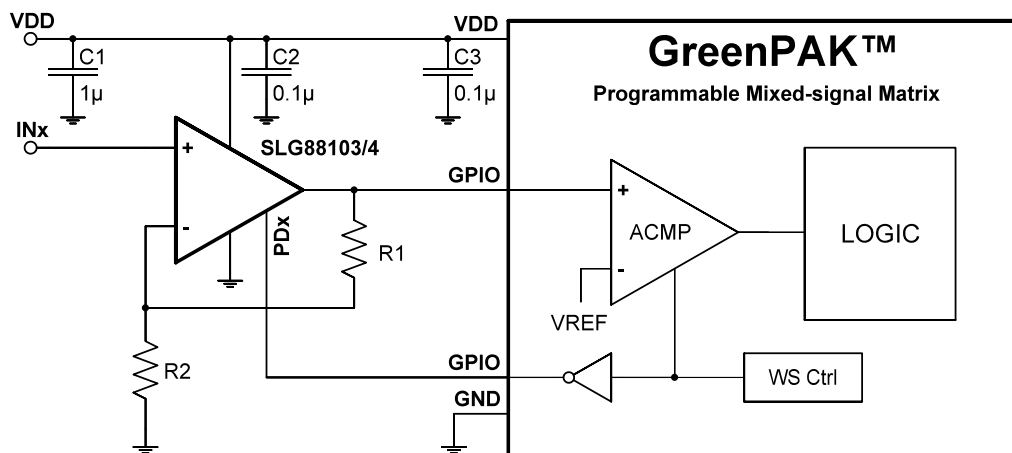 VDD
VDD
C1
1µ
C2
0.1µ
C3
0.1µ
GreenPAK™
Programmable Mixed-signal Matrix
INx
+
-
SLG88103/4
PDx
GPIO
R1
R2
+
-
ACMP
VREF
LOGIC
GPIO
WS Ctrl
GND